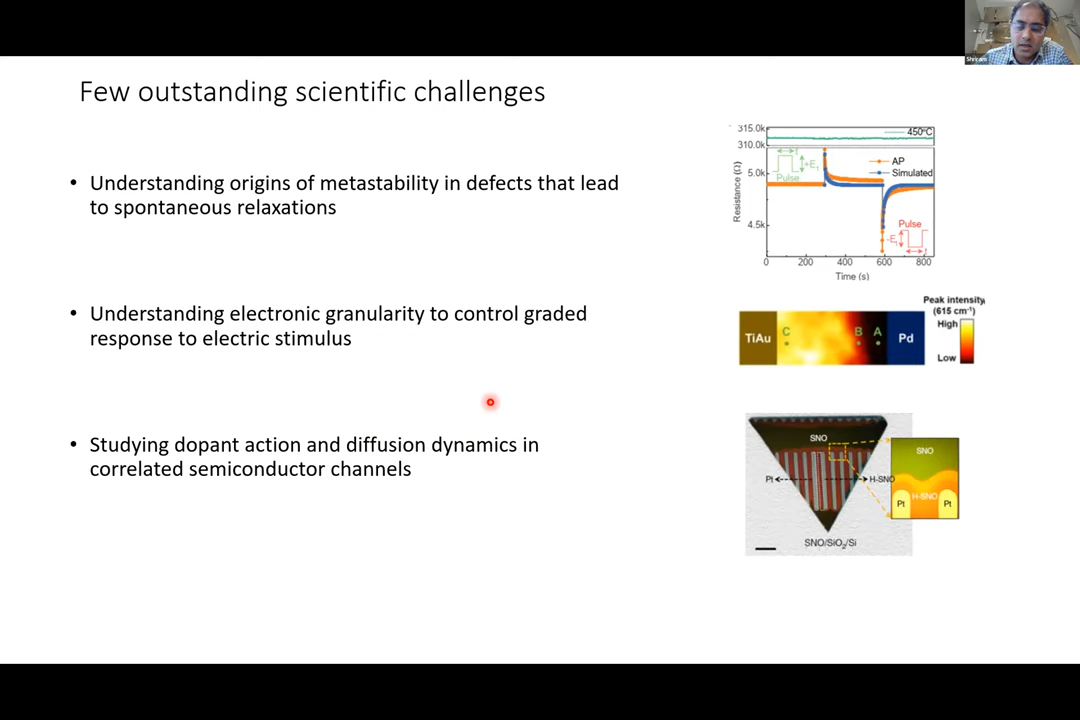 Shriram
Few outstanding scientific challenges
• Understanding origins of metastability in defects that lead
to spontaneous relaxations
• Understanding electronic granularity to control graded
response to electric stimulus
• Studying dopant action and diffusion dynamics in
correlated semiconductor channels
315.0k
310.0k
5.0k
4.5k
Resistance (Ω)
450°C
AP
Simulated
Pulse
Pulse
0 200 400 600 800
Time (s)
Peak intensity
(615 cm⁻¹)
High
Low
TiAu C B A Pd
SNO
Pt H-SNO
SNO/SiO₂/Si
SNO
H-SNO
Pt Pt